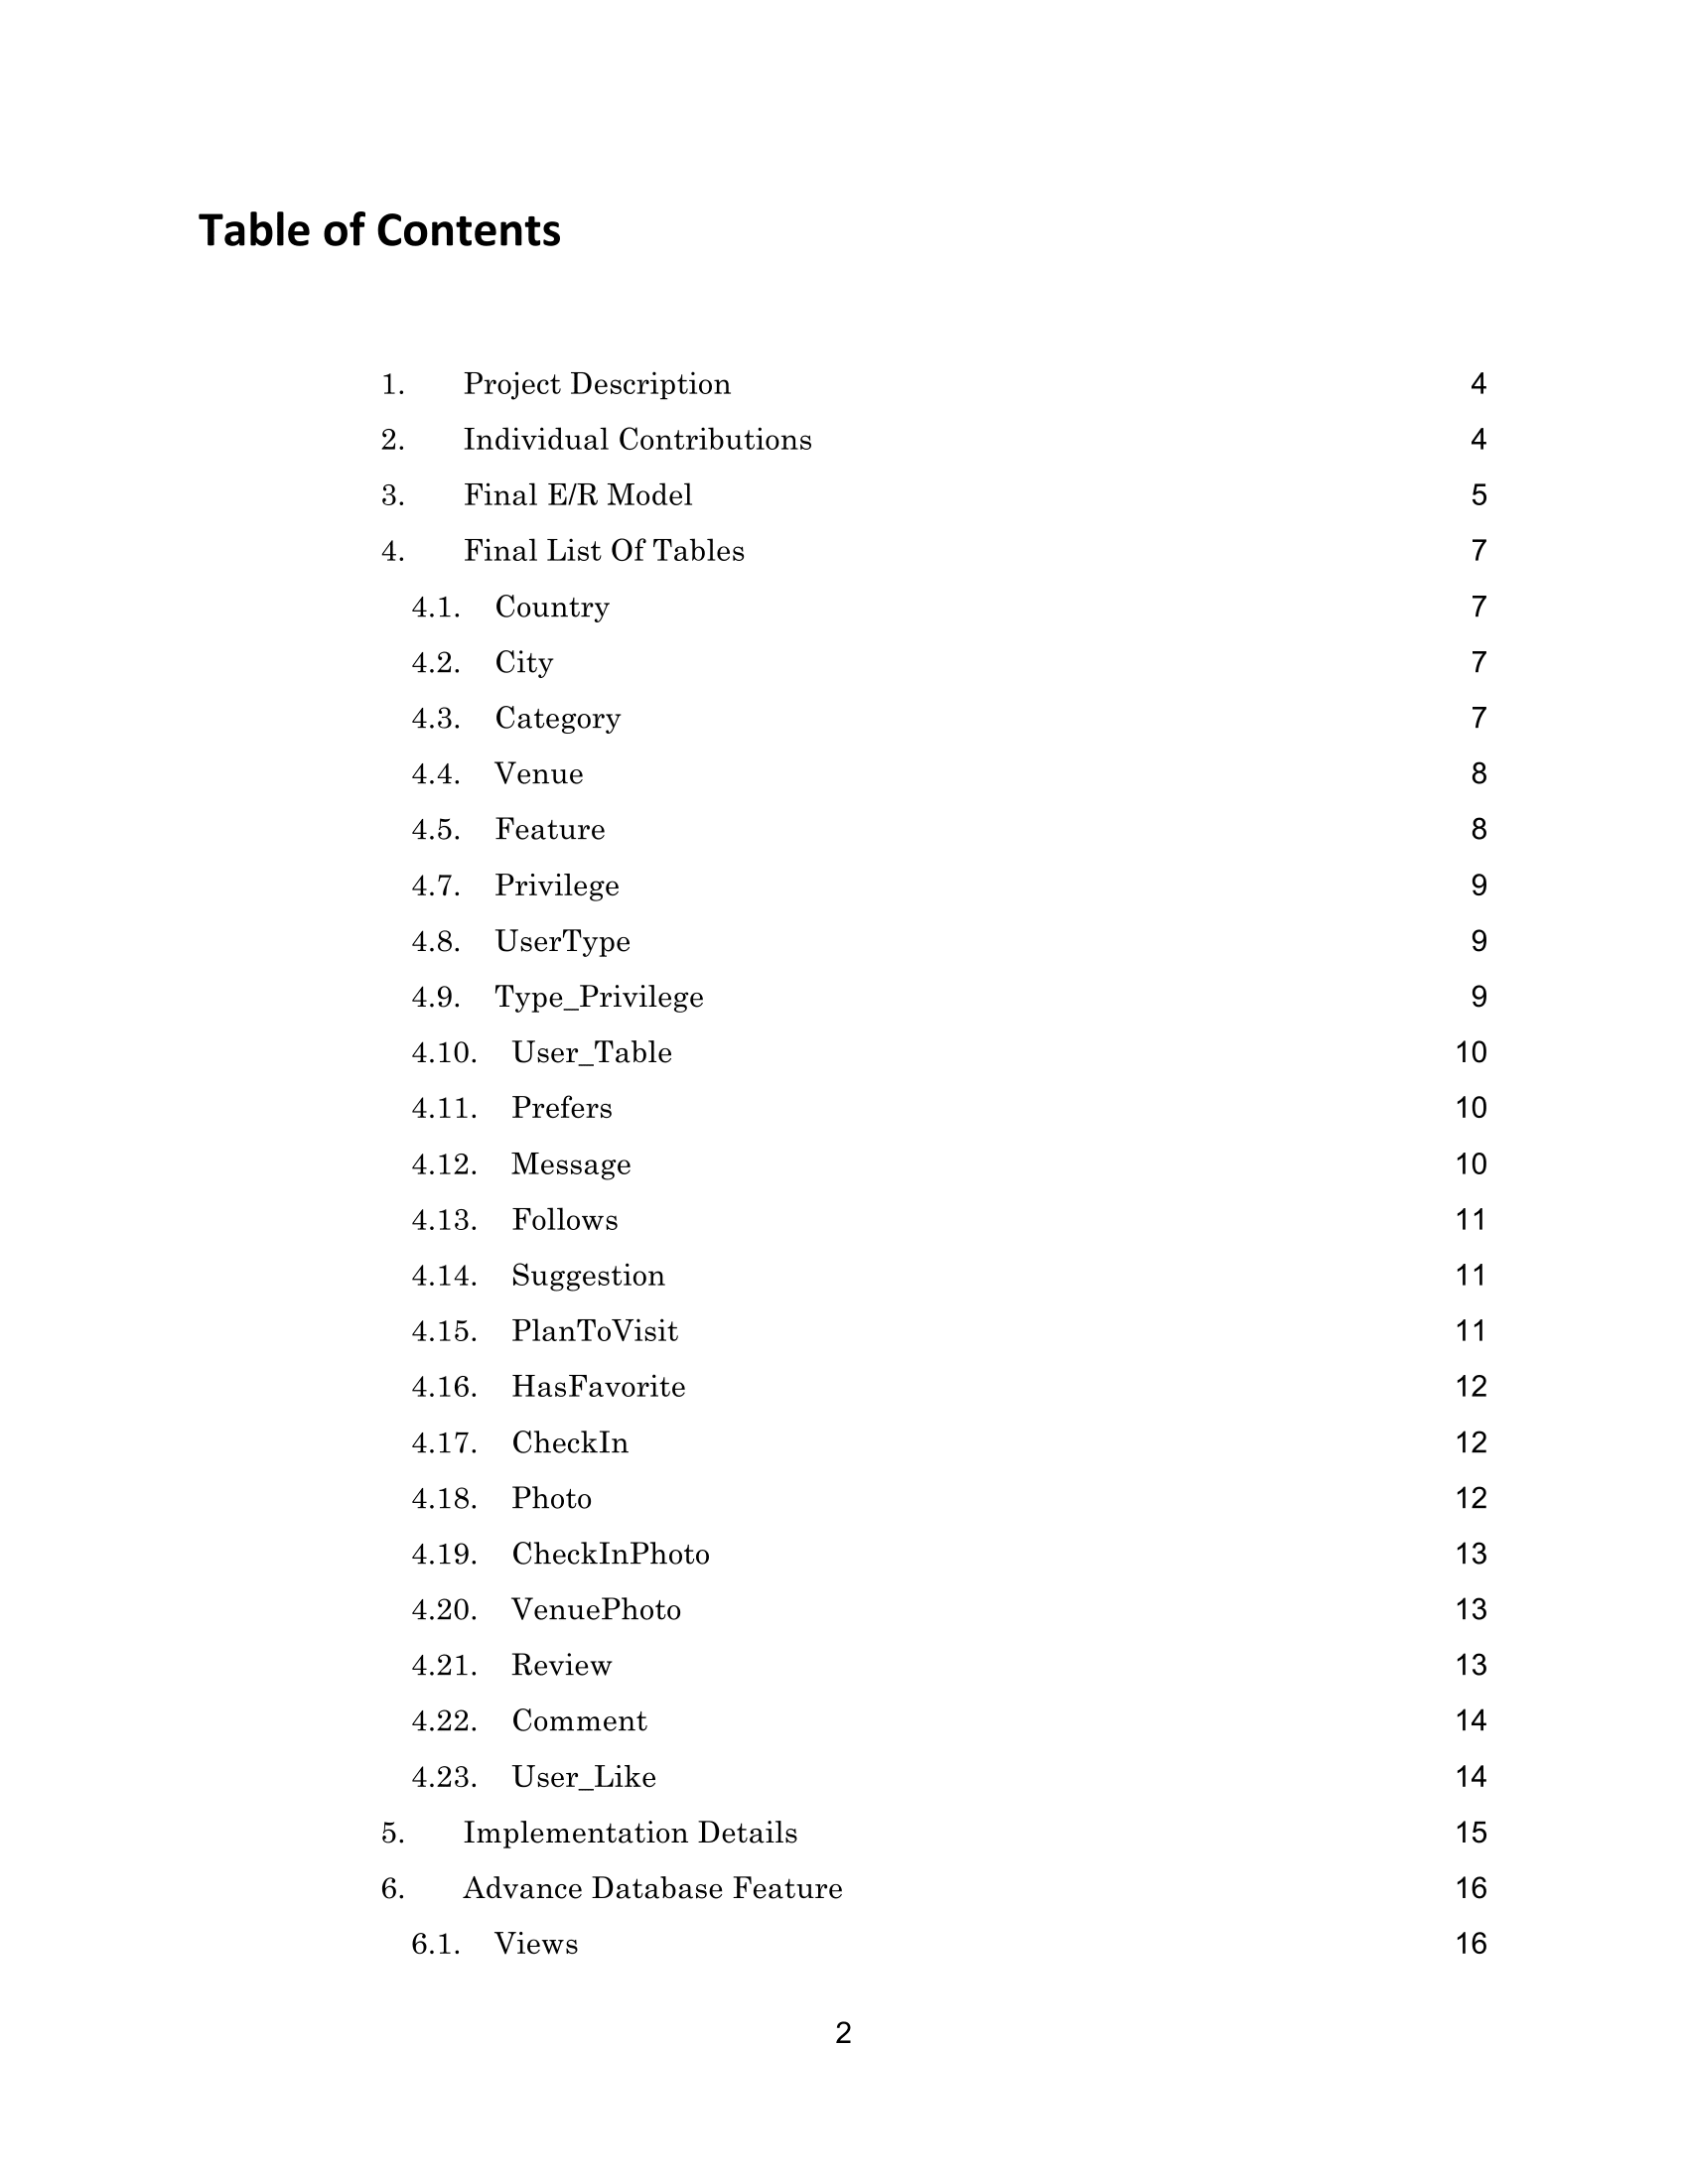 Table of Contents
1. Project Description 4
2. Individual Contributions 4
3. Final E/R Model 5
4. Final List Of Tables 7
4.1. Country 7
4.2. City 7
4.3. Category 7
4.4. Venue 8
4.5. Feature 8
4.7. Privilege 9
4.8. UserType 9
4.9. Type_Privilege 9
4.10. User_Table 10
4.11. Prefers 10
4.12. Message 10
4.13. Follows 11
4.14. Suggestion 11
4.15. PlanToVisit 11
4.16. HasFavorite 12
4.17. CheckIn 12
4.18. Photo 12
4.19. CheckInPhoto 13
4.20. VenuePhoto 13
4.21. Review 13
4.22. Comment 14
4.23. User_Like 14
5. Implementation Details 15
6. Advance Database Feature 16
6.1. Views 16
2